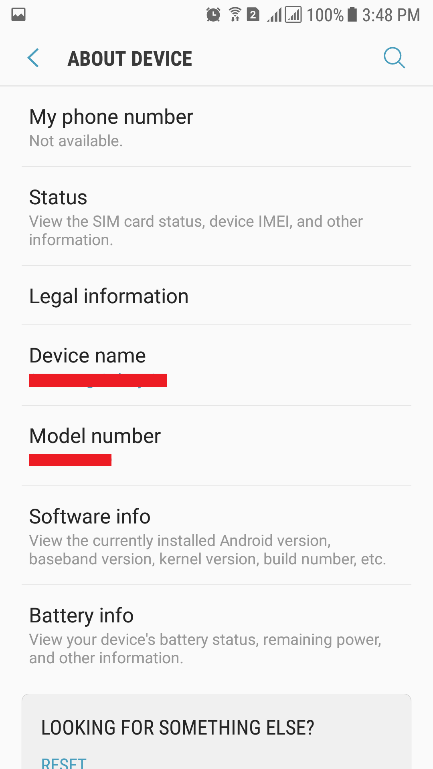 2 100% 3:48 PM
ABOUT DEVICE
My phone number
Not available.
Status
View the SIM card status, device IMEI, and other
information.
Legal information
Device name
Model number
Software info
View the currently installed Android version,
baseband version, kernel version, build number, etc.
Battery info
View your device's battery status, remaining power,
and other information.
LOOKING FOR SOMETHING ELSE?
RESET